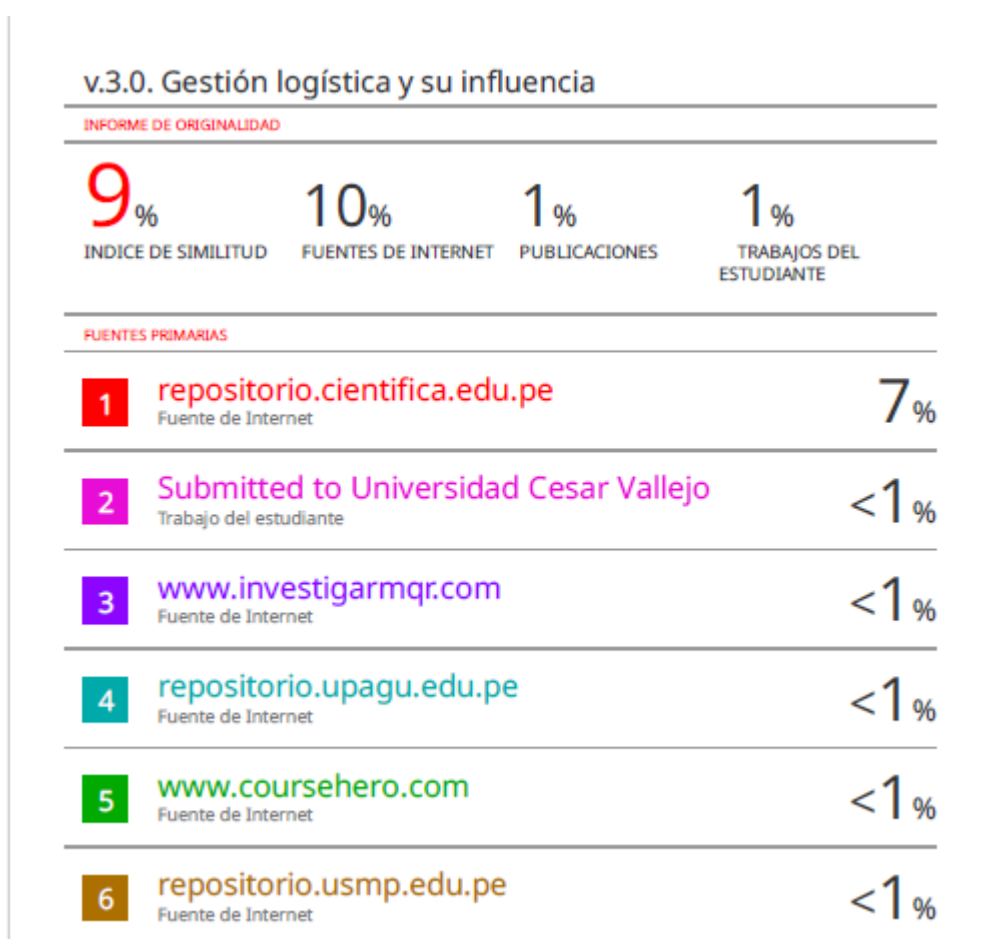 v.3.0. Gestión logística y su influencia
INFORME DE ORIGINALIDAD
9% 10% 1% 1%
INDICE DE SIMILITUD FUENTES DE INTERNET PUBLICACIONES TRABAJOS DEL
ESTUDIANTE
FUENTES PRIMARIAS
1 repositorio.cientifica.edu.pe 7%
Fuente de Internet
2 Submitted to Universidad Cesar Vallejo <1%
Trabajo del estudiante
3 www.investigarmqr.com <1%
Fuente de Internet
4 repositorio.upagu.edu.pe <1%
Fuente de Internet
5 www.coursehero.com <1%
Fuente de Internet
6 repositorio.usmp.edu.pe <1%
Fuente de Internet